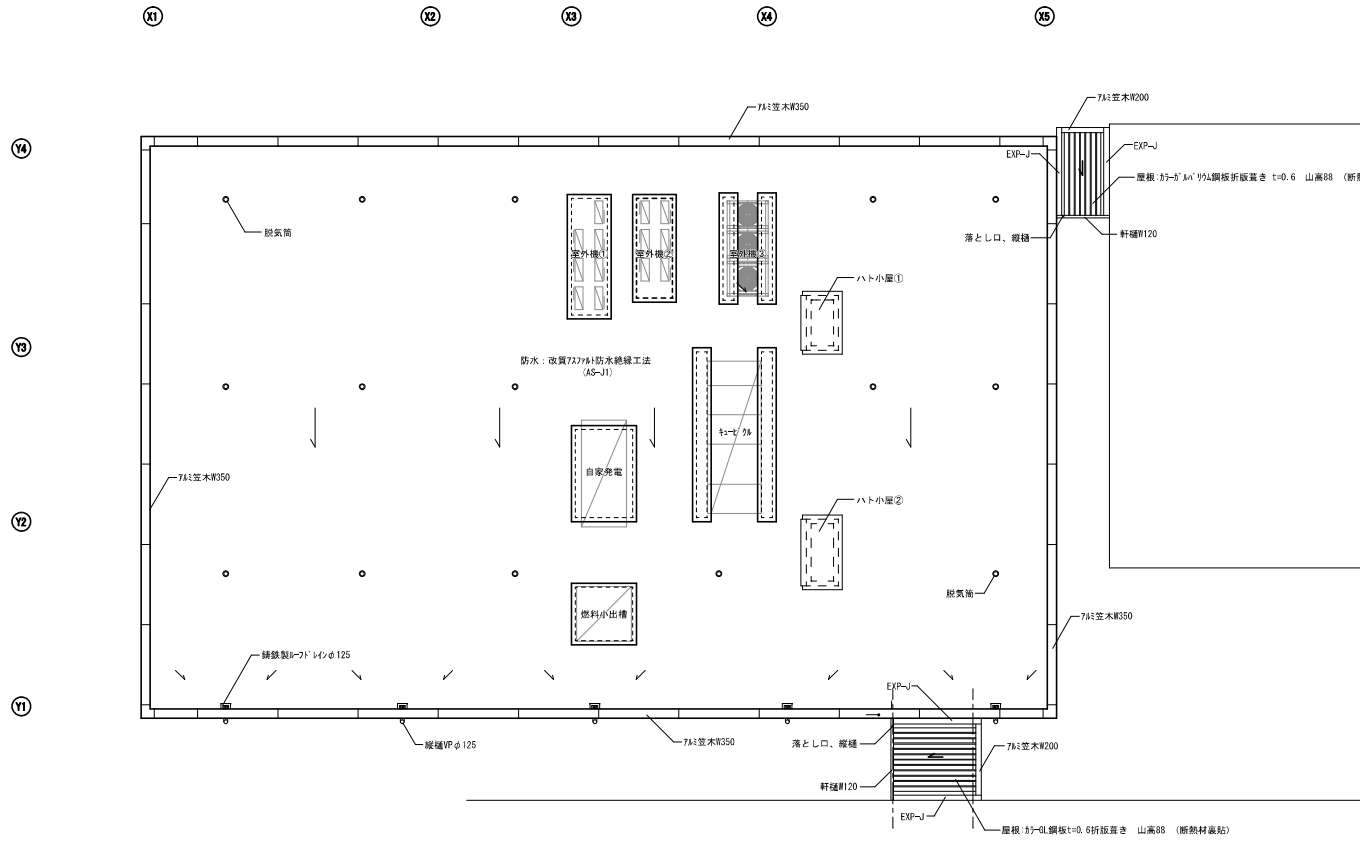 X1
X2
X3
X4
X5
アルミ笠木W350
アルミ笠木W200
Y4
EXP-J
EXP-J
屋根:カラーガルバリウム鋼板折版葺き t=0.6 山高88 (断熱
脱気筒
落とし口、縦樋
軒樋W120
室外機①
室外機②
室外機③
ハト小屋①
Y3
防水:改質アスファルト防水絶縁工法
(AS-J1)
キュービクル
自家発電
アルミ笠木W350
ハト小屋②
Y2
脱気筒
燃料小出槽
アルミ笠木W350
鋳鉄製ルーフドレインφ125
EXP-J
Y1
縦樋VPφ125
アルミ笠木W350
落とし口、縦樋
アルミ笠木W200
軒樋W120
EXP-J
屋根:カラーGL鋼板t=0.6折版葺き 山高88 (断熱材裏貼)